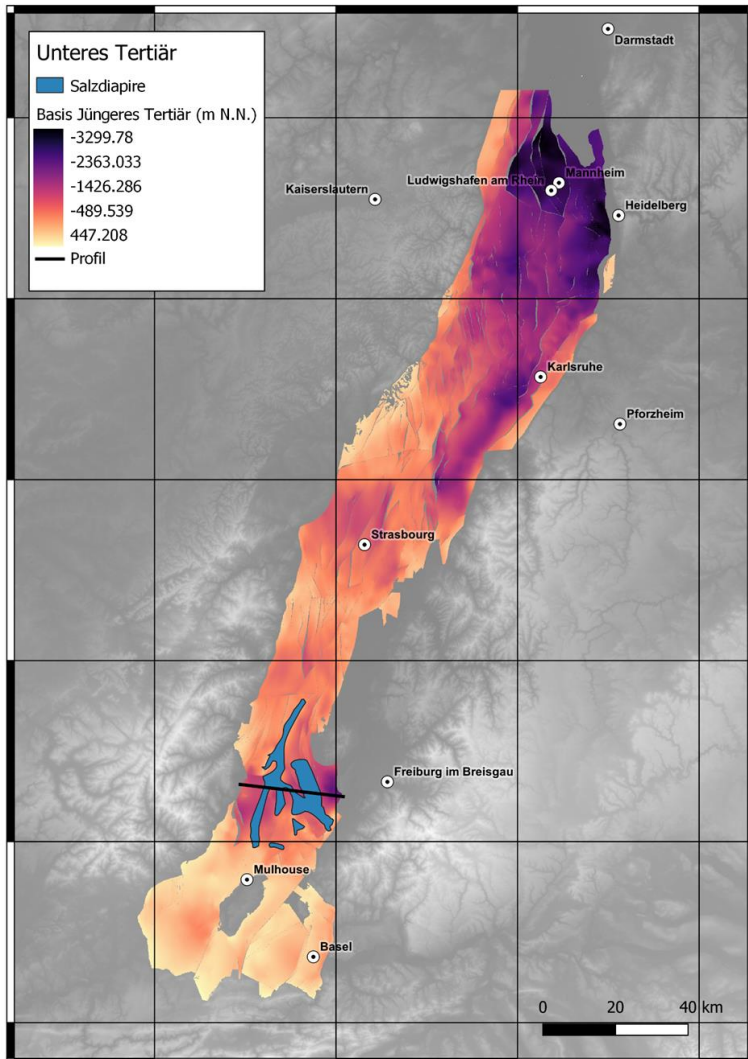 Unteres Tertiär
Salzdiapire
Basis Jüngeres Tertiär (m N.N.)
-3299.78
-2363.033
-1426.286
-489.539
447.208
Profil
Darmstadt
Mannheim
Ludwigshafen am Rhein
Kaiserslautern
Heidelberg
Karlsruhe
Pforzheim
Strasbourg
Freiburg im Breisgau
Mulhouse
Basel
0 20 40 km